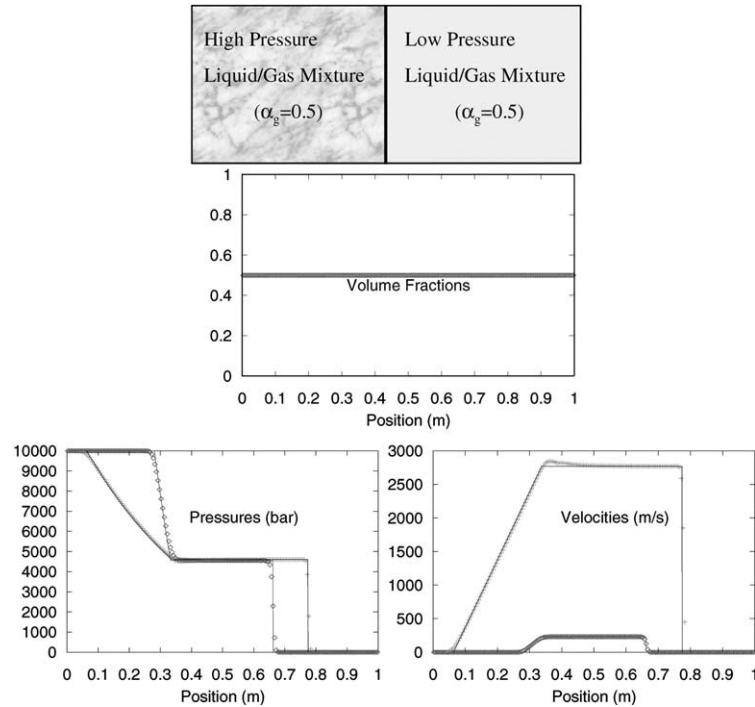 High Pressure
Liquid/Gas Mixture
(αg=0.5)
Low Pressure
Liquid/Gas Mixture
(αg=0.5)
1
0.8
0.6
0.4
0.2
0
Volume Fractions
0 0.1 0.2 0.3 0.4 0.5 0.6 0.7 0.8 0.9 1
Position (m)
10000
9000
8000
7000
6000
5000
4000
3000
2000
1000
0
Pressures (bar)
0 0.1 0.2 0.3 0.4 0.5 0.6 0.7 0.8 0.9 1
Position (m)
3000
2500
2000
1500
1000
500
0
Velocities (m/s)
0 0.1 0.2 0.3 0.4 0.5 0.6 0.7 0.8 0.9 1
Position (m)